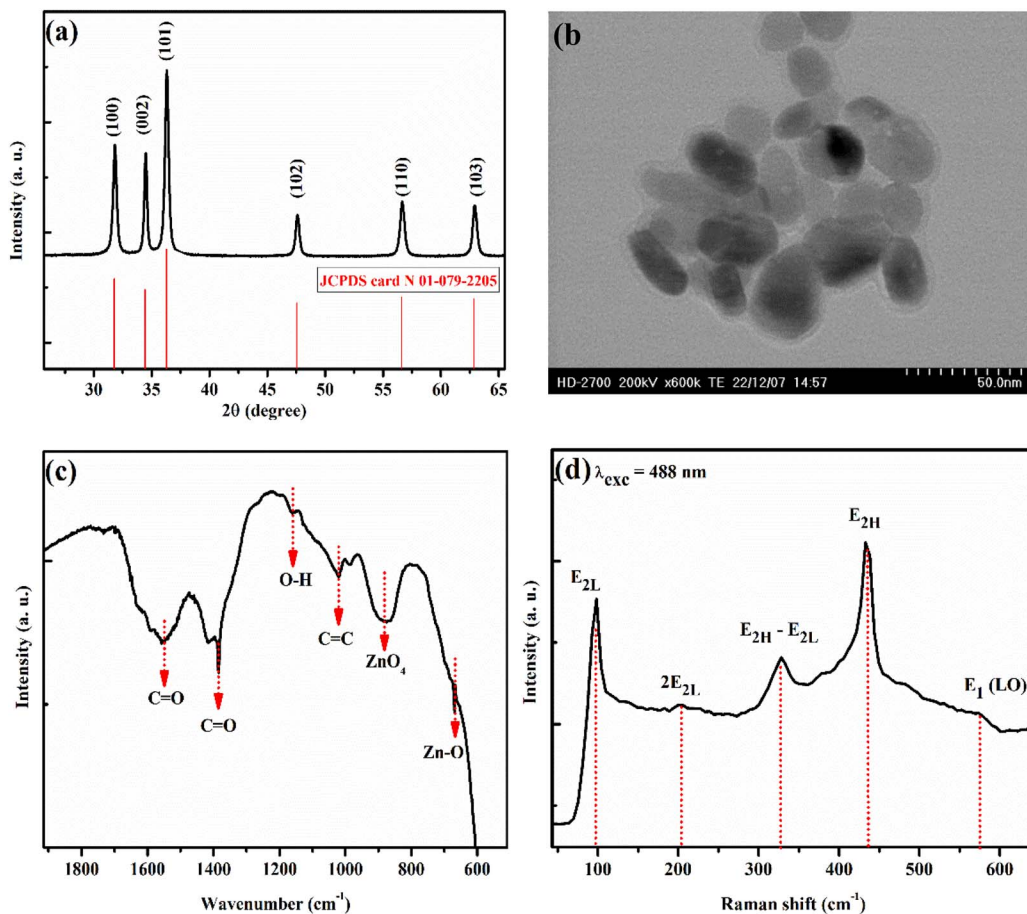 (a)
(100)
(002)
(101)
(102)
(110)
(103)
JCPDS card N 01-079-2205
Intensity (a. u.)
30 35 40 45 50 55 60 65
2θ (degree)
(b)
HD-2700 200kV x600k TE 22/12/07 14:57
50.0nm
(c)
O-H
C=C
ZnO4
C=O
C=O
Zn-O
Intensity (a. u.)
1800 1600 1400 1200 1000 800 600
Wavenumber (cm-1)
(d)
λexc = 488 nm
E2L
2E2L
E2H - E2L
E2H
E1 (LO)
Intensity (a. u.)
100 200 300 400 500 600
Raman shift (cm-1)